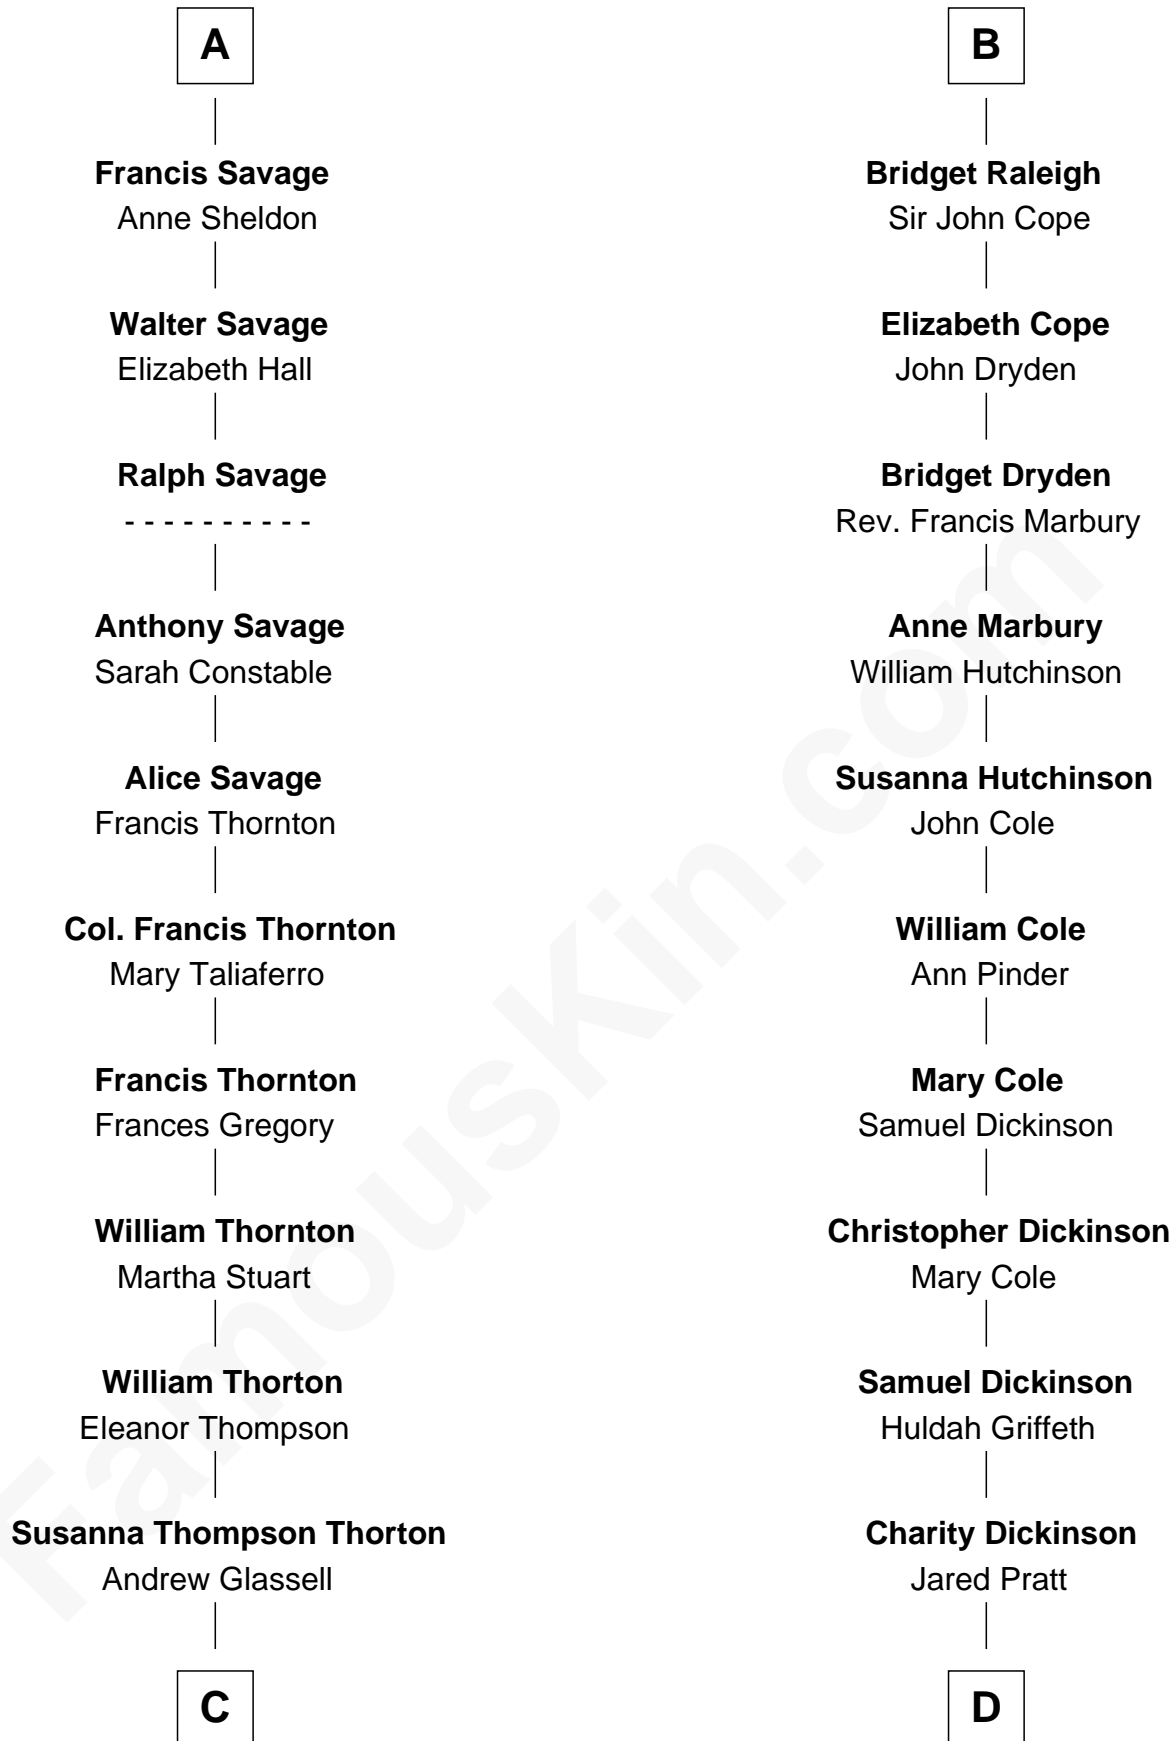 A
Francis Savage
Anne Sheldon
Walter Savage
Elizabeth Hall
Ralph Savage
- - - - - - - - - -
Anthony Savage
Sarah Constable
Alice Savage
Francis Thornton
Col. Francis Thornton
Mary Taliaferro
Francis Thornton
Frances Gregory
William Thornton
Martha Stuart
William Thorton
Eleanor Thompson
Susanna Thompson Thorton
Andrew Glassell
C
B
Bridget Raleigh
Sir John Cope
Elizabeth Cope
John Dryden
Bridget Dryden
Rev. Francis Marbury
Anne Marbury
William Hutchinson
Susanna Hutchinson
John Cole
William Cole
Ann Pinder
Mary Cole
Samuel Dickinson
Christopher Dickinson
Mary Cole
Samuel Dickinson
Huldah Griffeth
Charity Dickinson
Jared Pratt
D
FamousKin.com